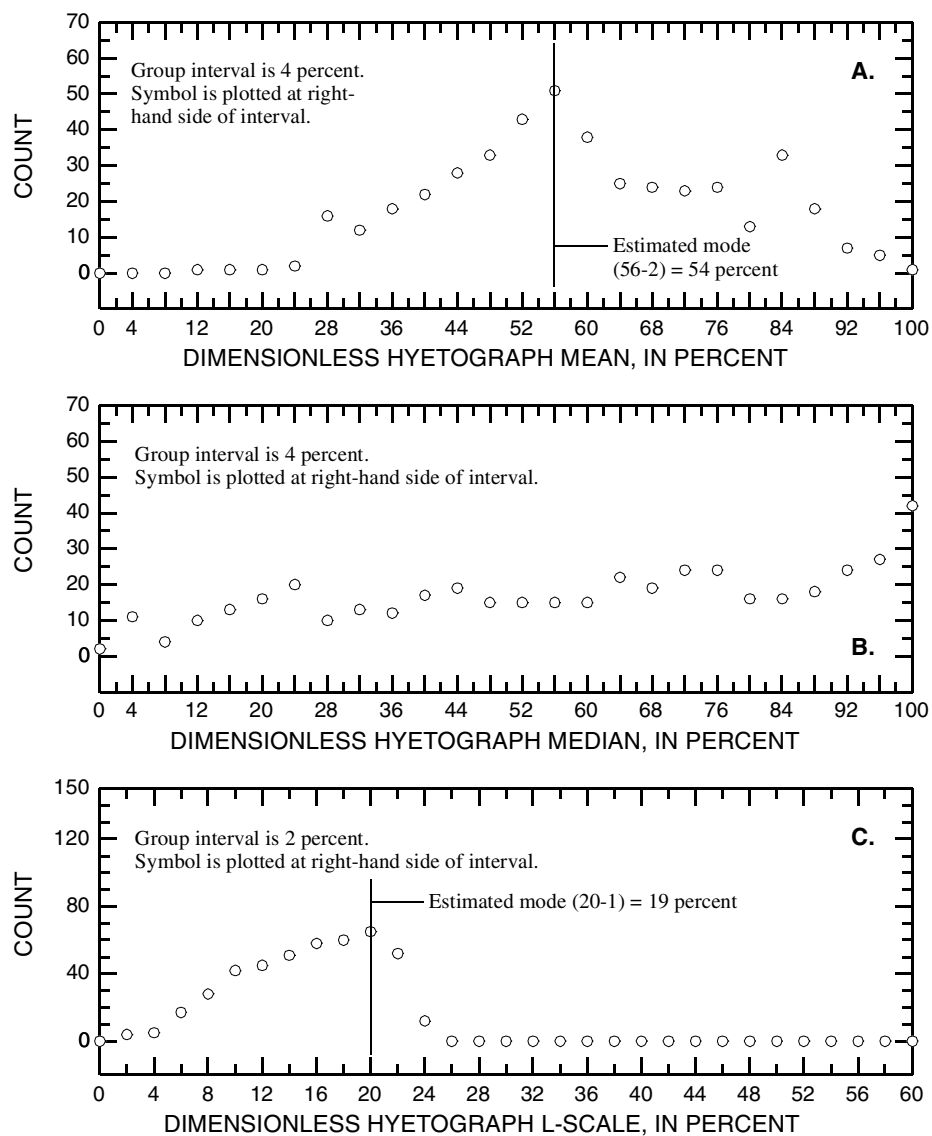 70
60
50
40
30
20
10
0
COUNT
Group interval is 4 percent.
Symbol is plotted at right-
hand side of interval.
A.
Estimated mode
(56-2) = 54 percent
0 4 12 20 28 36 44 52 60 68 76 84 92 100
DIMENSIONLESS HYETOGRAPH MEAN, IN PERCENT
70
60
50
40
30
20
10
0
COUNT
Group interval is 4 percent.
Symbol is plotted at right-hand side of interval.
B.
0 4 12 20 28 36 44 52 60 68 76 84 92 100
DIMENSIONLESS HYETOGRAPH MEDIAN, IN PERCENT
150
120
80
40
0
COUNT
Group interval is 2 percent.
Symbol is plotted at right-hand side of interval.
C.
Estimated mode (20-1) = 19 percent
0 4 8 12 16 20 24 28 32 36 40 44 48 52 56 60
DIMENSIONLESS HYETOGRAPH L-SCALE, IN PERCENT